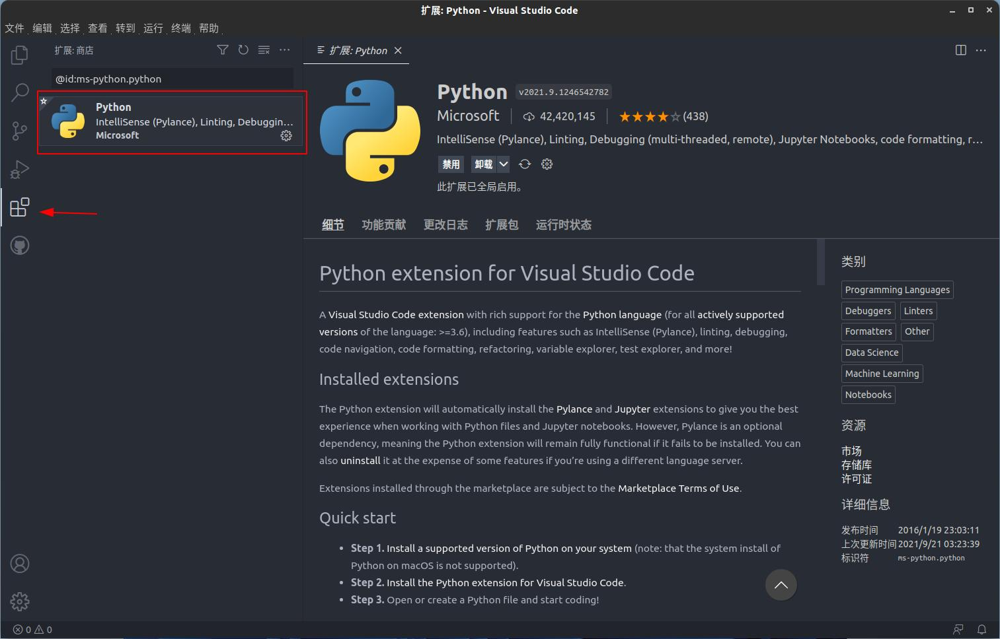 扩展: Python - Visual Studio Code
文件 编辑 选择 查看 转到 运行 终端 帮助
扩展: 商店
扩展: Python
@id:ms-python.python
Python
IntelliSense (Pylance), Linting, Debuggin…
Microsoft
Python v2021.9.1246542782
Microsoft 42,420,145 (438)
IntelliSense (Pylance), Linting, Debugging (multi-threaded, remote), Jupyter Notebooks, code formatting, r…
禁用 卸载
此扩展已全局启用。
细节 功能贡献 更改日志 扩展包 运行时状态
Python extension for Visual Studio Code
A Visual Studio Code extension with rich support for the Python language (for all actively supported
versions of the language: >=3.6), including features such as IntelliSense (Pylance), linting, debugging,
code navigation, code formatting, refactoring, variable explorer, test explorer, and more!
Installed extensions
The Python extension will automatically install the Pylance and Jupyter extensions to give you the best
experience when working with Python files and Jupyter notebooks. However, Pylance is an optional
dependency, meaning the Python extension will remain fully functional if it fails to be installed. You can
also uninstall it at the expense of some features if you’re using a different language server.
Extensions installed through the marketplace are subject to the Marketplace Terms of Use.
Quick start
• Step 1. Install a supported version of Python on your system (note: that the system install of
Python on macOS is not supported).
• Step 2. Install the Python extension for Visual Studio Code.
• Step 3. Open or create a Python file and start coding!
类别
Programming Languages
Debuggers Linters
Formatters Other
Data Science
Machine Learning
Notebooks
资源
市场
存储库
许可证
详细信息
发布时间 2016/1/19 23:03:11
上次更新时间 2021/9/21 03:23:39
标识符 ms-python.python
0 0